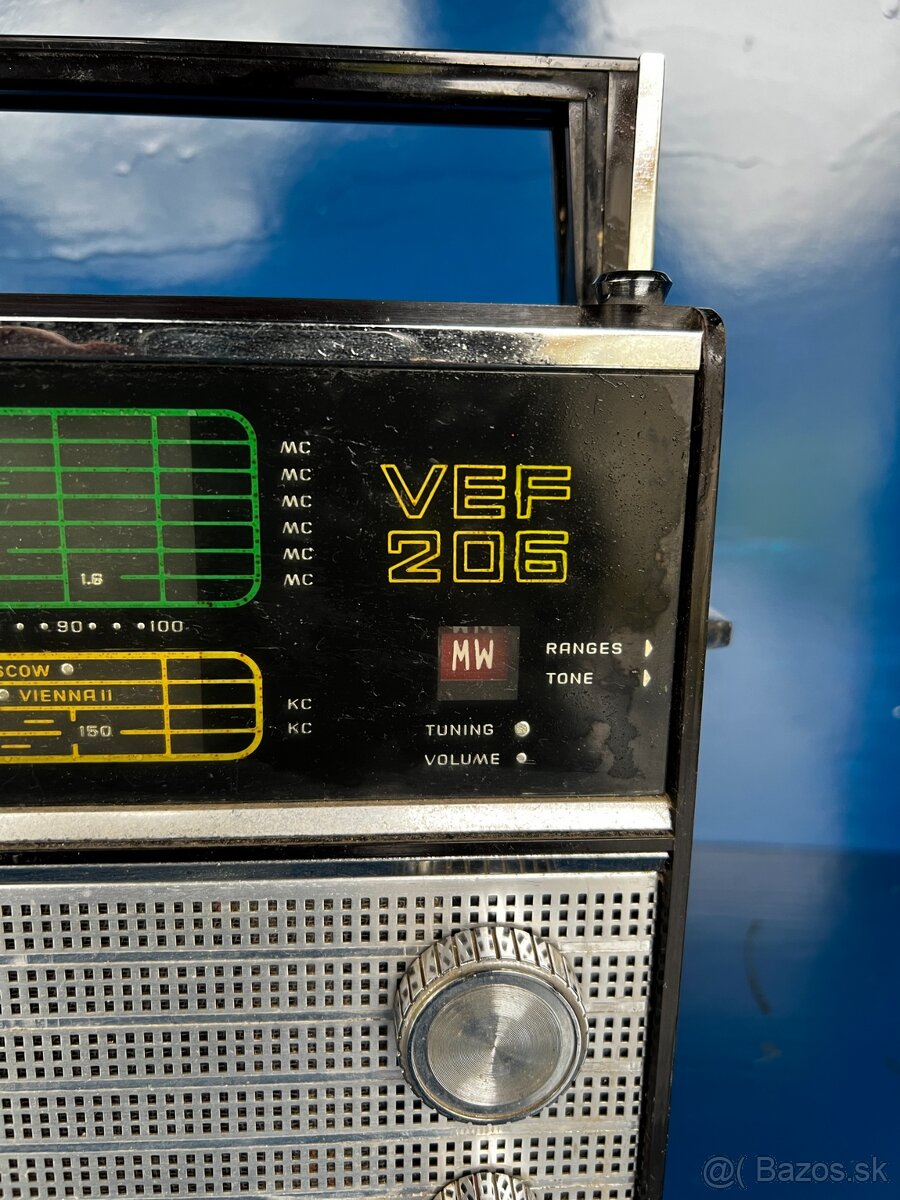 MC
MC
MC
MC
MC
1.6 MC
VEF
206
90 100
MW
RANGES
TONE
VIENNA II
KC
150 KC
TUNING
VOLUME
@( Bazos.sk